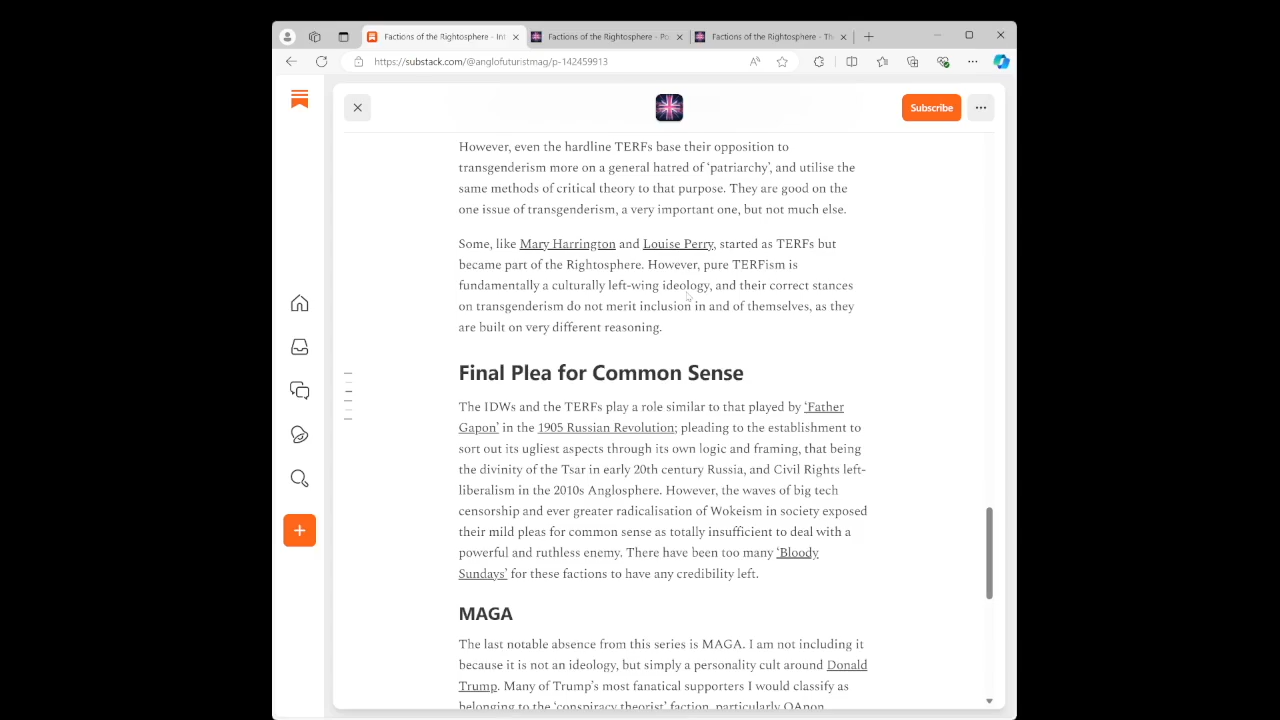 Factions of the Rightosphere - Int
Factions of the Rightosphere - Po
Factions of the Rightosphere - Th
https://substack.com/@anglofuturistmag/p-142459913
Subscribe
However, even the hardline TERFs base their opposition to
transgenderism more on a general hatred of ‘patriarchy’, and utilise the
same methods of critical theory to that purpose. They are good on the
one issue of transgenderism, a very important one, but not much else.
Some, like Mary Harrington and Louise Perry, started as TERFs but
became part of the Rightosphere. However, pure TERFism is
fundamentally a culturally left-wing ideology, and their correct stances
on transgenderism do not merit inclusion in and of themselves, as they
are built on very different reasoning.
Final Plea for Common Sense
The IDWs and the TERFs play a role similar to that played by ‘Father
Gapon’ in the 1905 Russian Revolution; pleading to the establishment to
sort out its ugliest aspects through its own logic and framing, that being
the divinity of the Tsar in early 20th century Russia, and Civil Rights left-
liberalism in the 2010s Anglosphere. However, the waves of big tech
censorship and ever greater radicalisation of Wokeism in society exposed
their mild pleas for common sense as totally insufficient to deal with a
powerful and ruthless enemy. There have been too many ‘Bloody
Sundays’ for these factions to have any credibility left.
MAGA
The last notable absence from this series is MAGA. I am not including it
because it is not an ideology, but simply a personality cult around Donald
Trump. Many of Trump’s most fanatical supporters I would classify as
belonging to the ‘conspiracy theorist’ faction, particularly QAnon